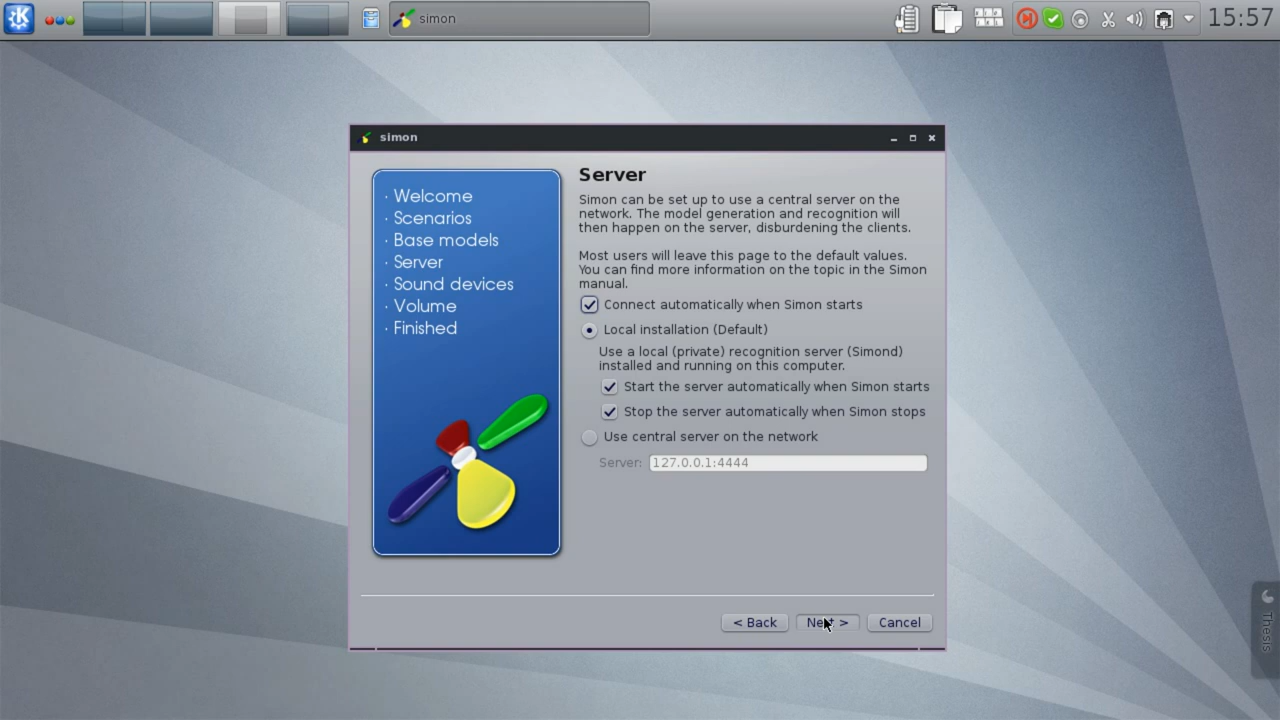 simon
15:57
simon
· Welcome
· Scenarios
· Base models
· Server
· Sound devices
· Volume
· Finished
Server
Simon can be set up to use a central server on the
network. The model generation and recognition will
then happen on the server, disburdening the clients.
Most users will leave this page to the default values.
You can find more information on the topic in the Simon
manual.
Connect automatically when Simon starts
Local installation (Default)
Use a local (private) recognition server (Simond)
installed and running on this computer.
Start the server automatically when Simon starts
Stop the server automatically when Simon stops
Use central server on the network
Server: 127.0.0.1:4444
< Back
Next >
Cancel
Thesis